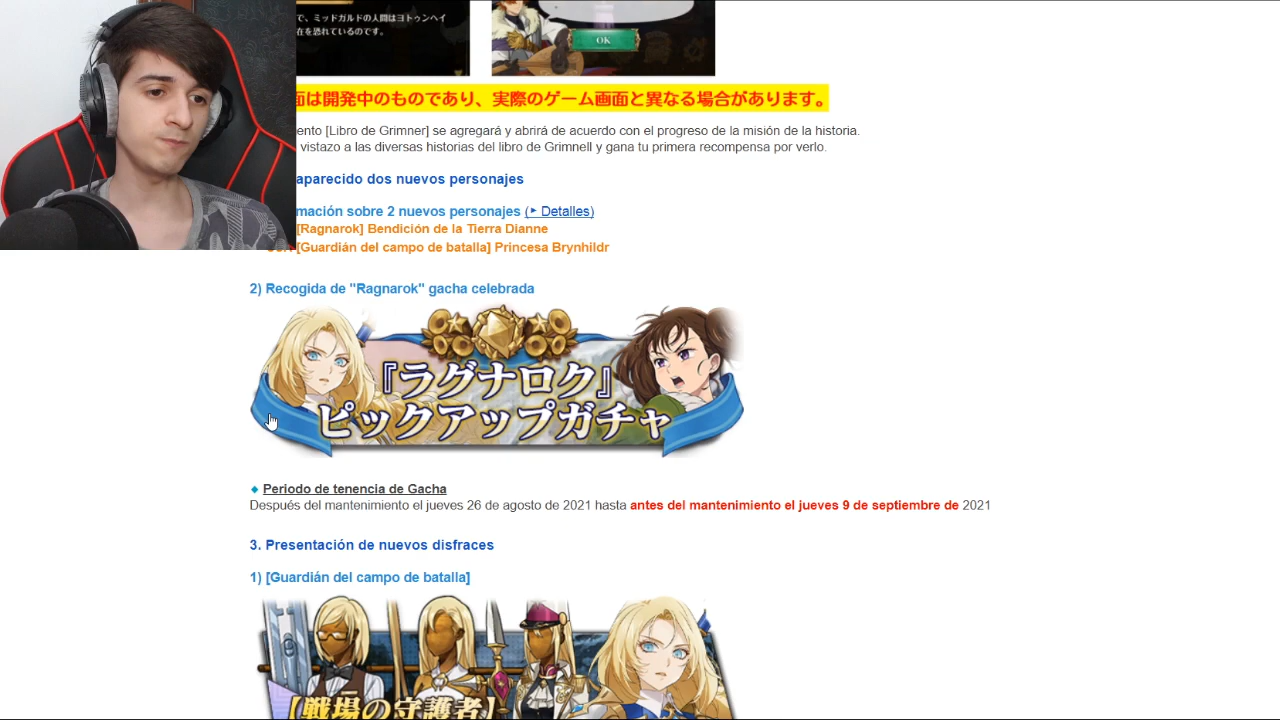 で、ミッドガルドの人間はヨトゥンヘイ
在を恐れているのです。
OK
面は開発中のものであり、実際のゲーム画面と異なる場合があります。
ento [Libro de Grimner] se agregará y abrirá de acuerdo con el progreso de la misión de la historia.
vistazo a las diversas historias del libro de Grimnell y gana tu primera recompensa por verlo.
aparecido dos nuevos personajes
mación sobre 2 nuevos personajes (‣ Detalles)
[Ragnarok] Bendición de la Tierra Dianne
[Guardián del campo de batalla] Princesa Brynhildr
2) Recogida de "Ragnarok" gacha celebrada
『ラグナロク』
ピックアップガチャ
◆ Periodo de tenencia de Gacha
Después del mantenimiento el jueves 26 de agosto de 2021 hasta antes del mantenimiento el jueves 9 de septiembre de 2021
3. Presentación de nuevos disfraces
1) [Guardián del campo de batalla]
【戦場の守護者】